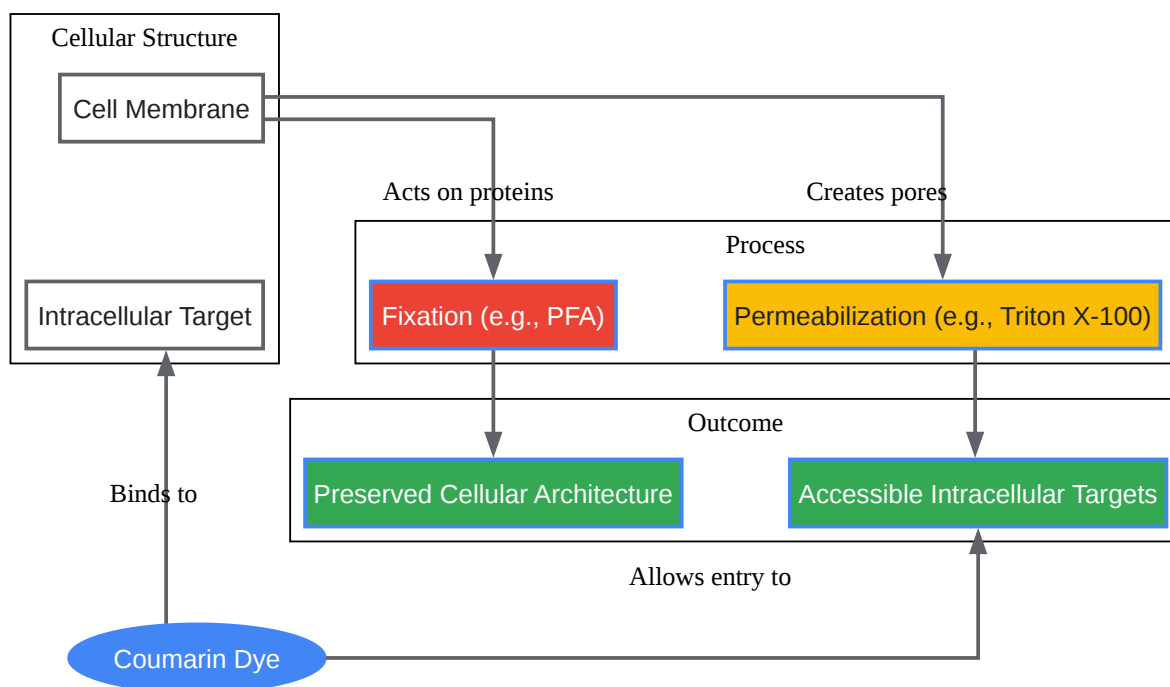 Cellular Structure
Cell Membrane
Acts on proteins
Creates pores
Process
Intracellular Target
Fixation (e.g., PFA)
Permeabilization (e.g., Triton X-100)
Outcome
Binds to
Preserved Cellular Architecture
Accessible Intracellular Targets
Allows entry to
Coumarin Dye